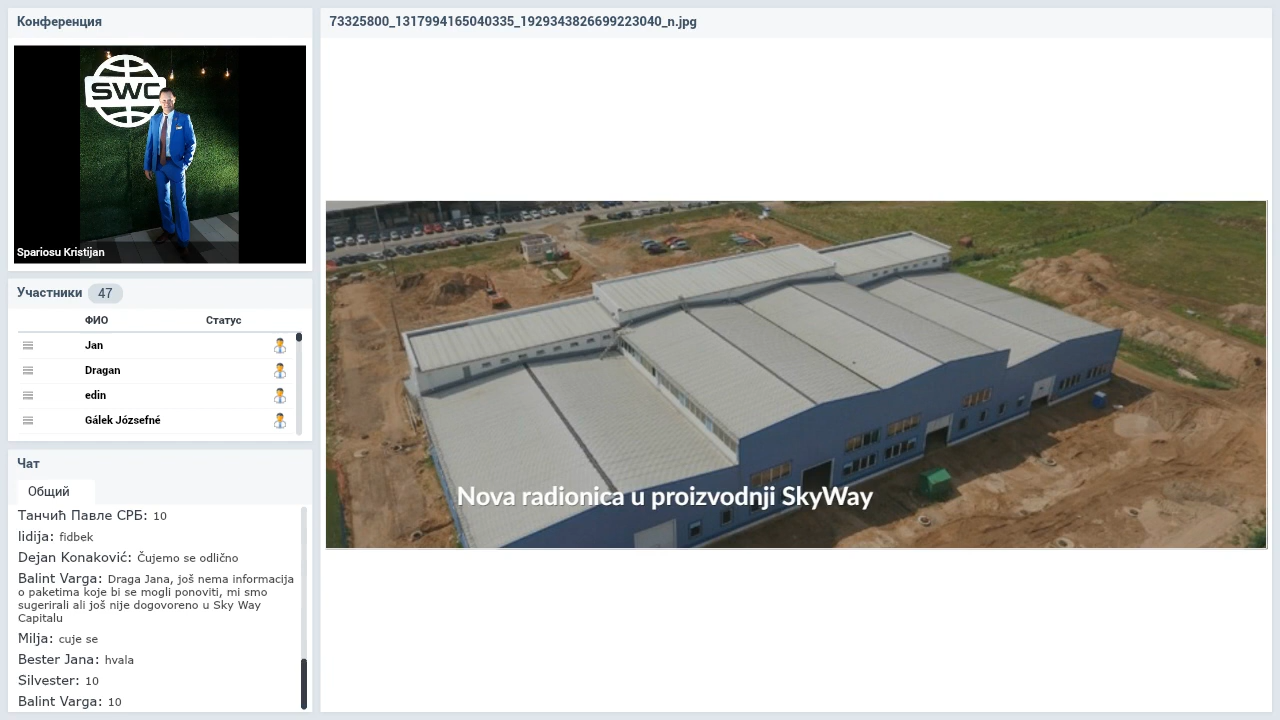 Конференция
SWC
Spariosu Kristijan
Участники 47
ФИО Статус
Jan
Dragan
edin
Gálek Józsefné
Чат
Общий
Танчић Павле СРБ: 10
lidija: fidbek
Dejan Konaković: Čujemo se odlično
Balint Varga: Draga Jana, još nema informacija
o paketima koje bi se mogli ponoviti, mi smo
sugerirali ali još nije dogovoreno u Sky Way
Capitalu
Milja: cuje se
Bester Jana: hvala
Silvester: 10
Balint Varga: 10
73325800_1317994165040335_1929343826699223040_n.jpg
Nova radionica u proizvodnji SkyWay